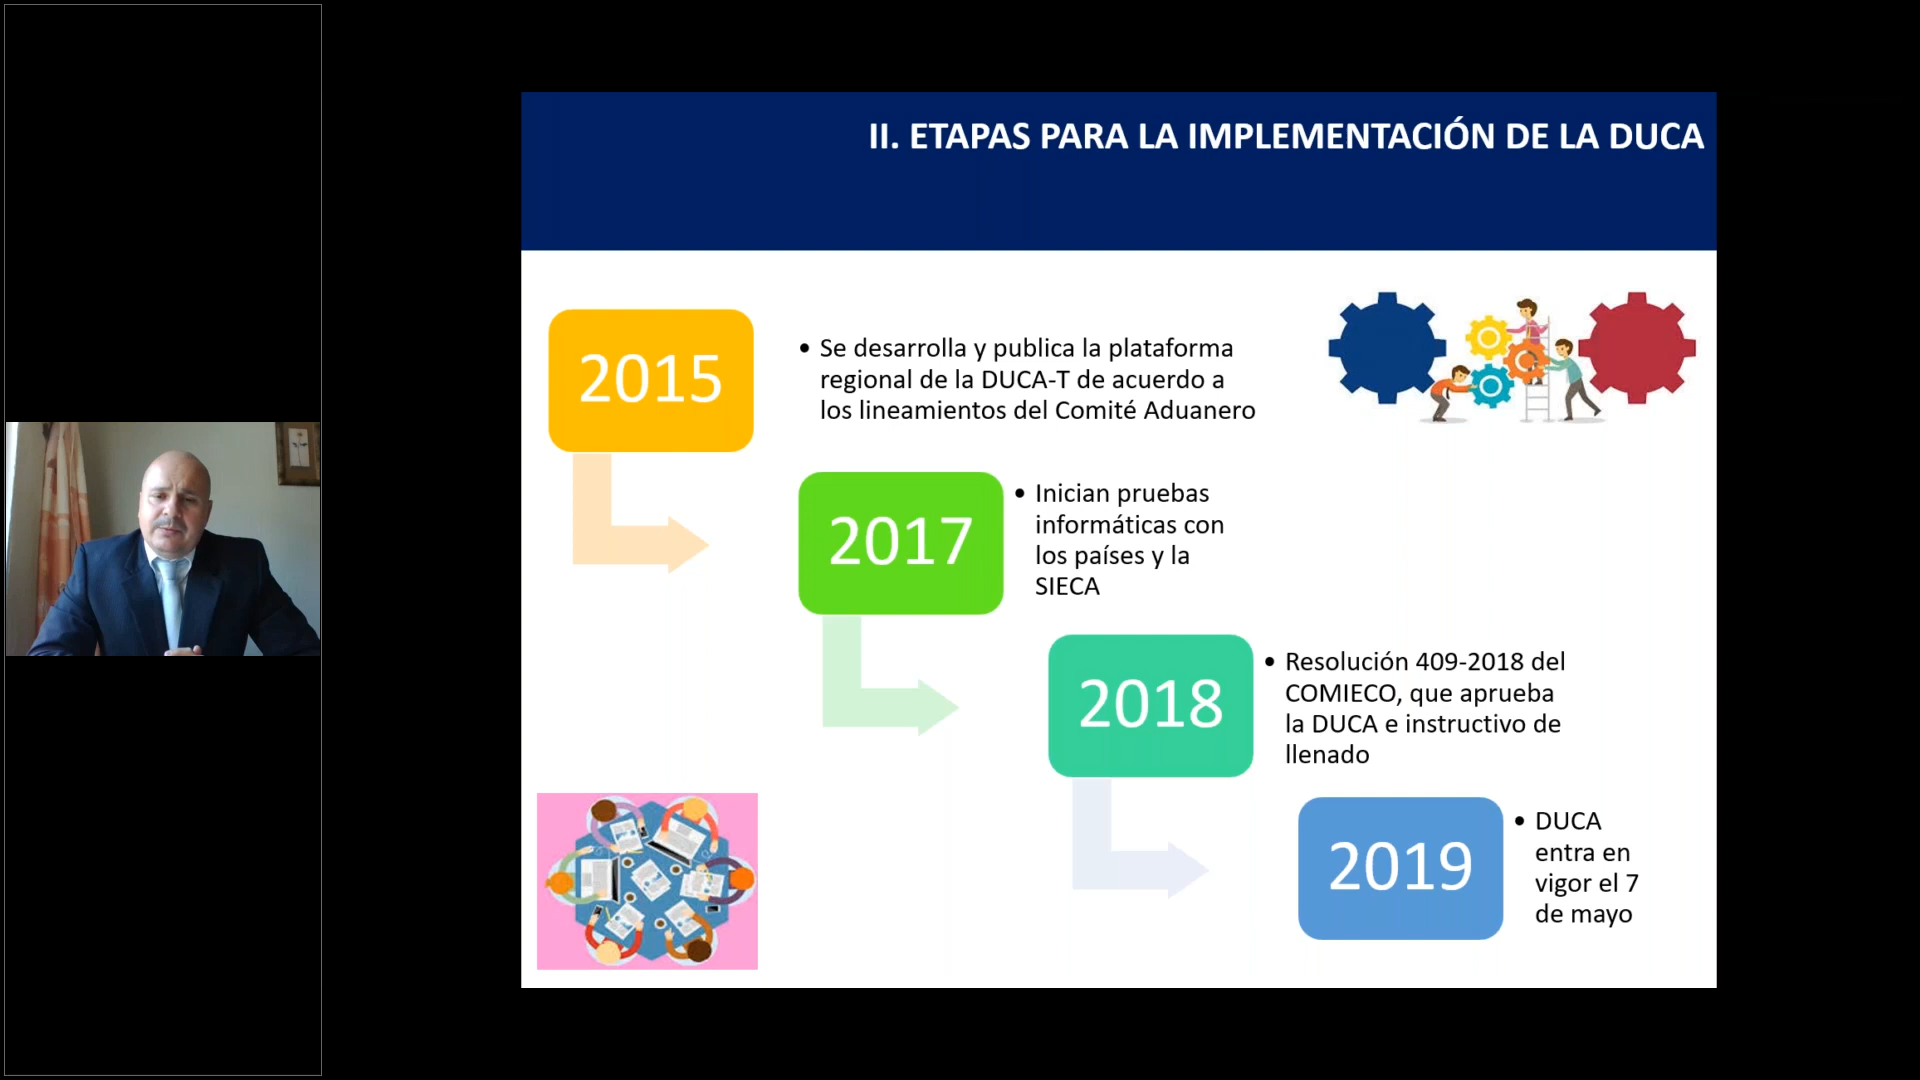 II. ETAPAS PARA LA IMPLEMENTACIÓN DE LA DUCA
2015
• Se desarrolla y publica la plataforma
regional de la DUCA-T de acuerdo a
los lineamientos del Comité Aduanero
2017
• Inician pruebas
informáticas con
los países y la
SIECA
2018
• Resolución 409-2018 del
COMIECO, que aprueba
la DUCA e instructivo de
llenado
2019
• DUCA
entra en
vigor el 7
de mayo